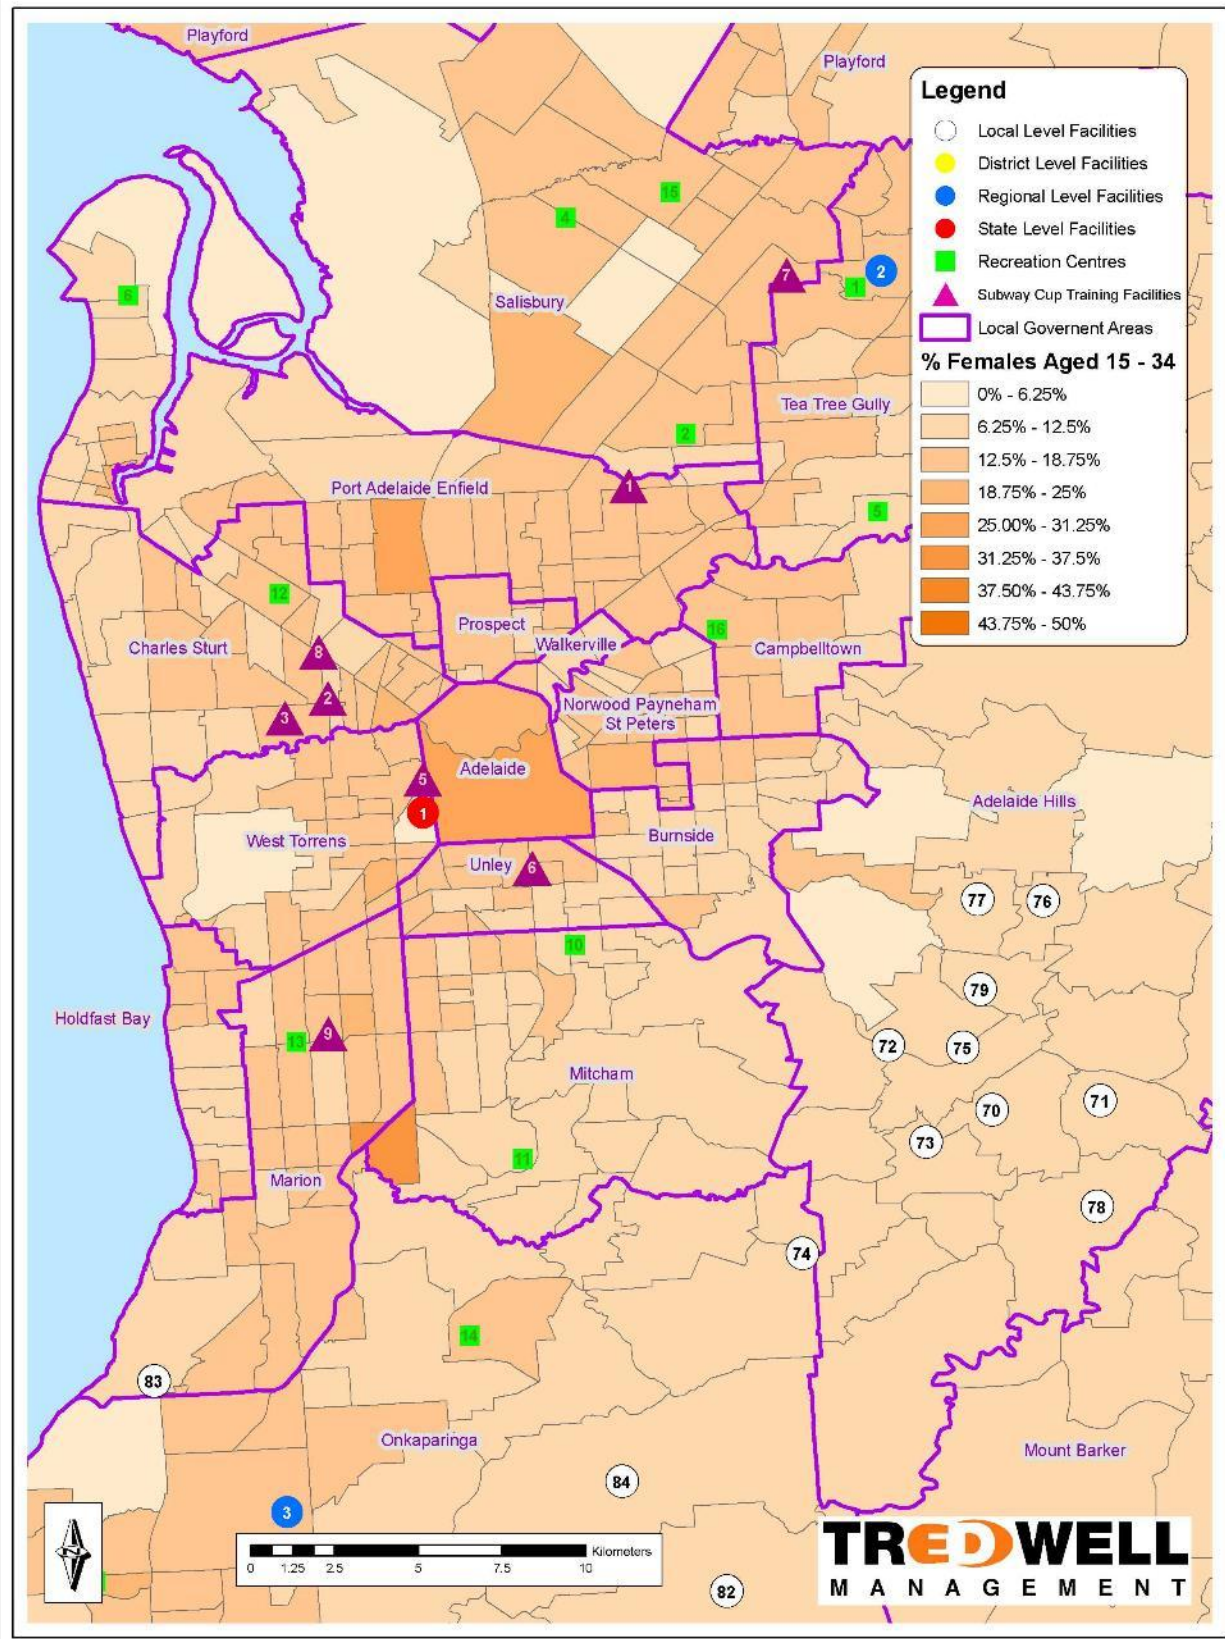 Playford
Playford
Legend
Local Level Facilities
District Level Facilities
Regional Level Facilities
State Level Facilities
Recreation Centres
Subway Cup Training Facilities
Local Governent Areas
% Females Aged 15 - 34
0% - 6.25%
6.25% - 12.5%
12.5% - 18.75%
18.75% - 25%
25.00% - 31.25%
31.25% - 37.5%
37.50% - 43.75%
43.75% - 50%
15
4
7
2
1
6
Salisbury
Tea Tree Gully
2
Port Adelaide Enfield
1
5
12
Prospect
16
Charles Sturt
8
Walkerville
Campbelltown
2
3
Norwood Payneham
St Peters
5
Adelaide
Adelaide Hills
1
West Torrens
Burnside
Unley
6
77
76
10
79
Holdfast Bay
13
9
72
75
Mitcham
70
71
73
11
Marion
78
74
14
83
Onkaparinga
Mount Barker
84
3
N
Kilometers
0 1.25 2.5 5 7.5 10
82
TREDWELL
MANAGEMENT